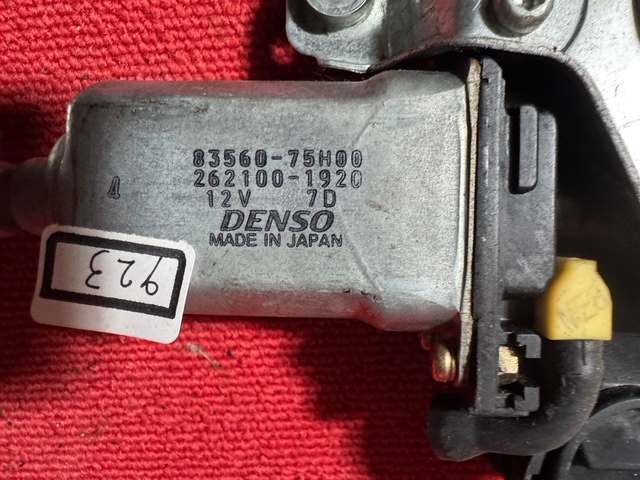 83560-75H00
262100-1920
12V 7D
DENSO
MADE IN JAPAN
4
923